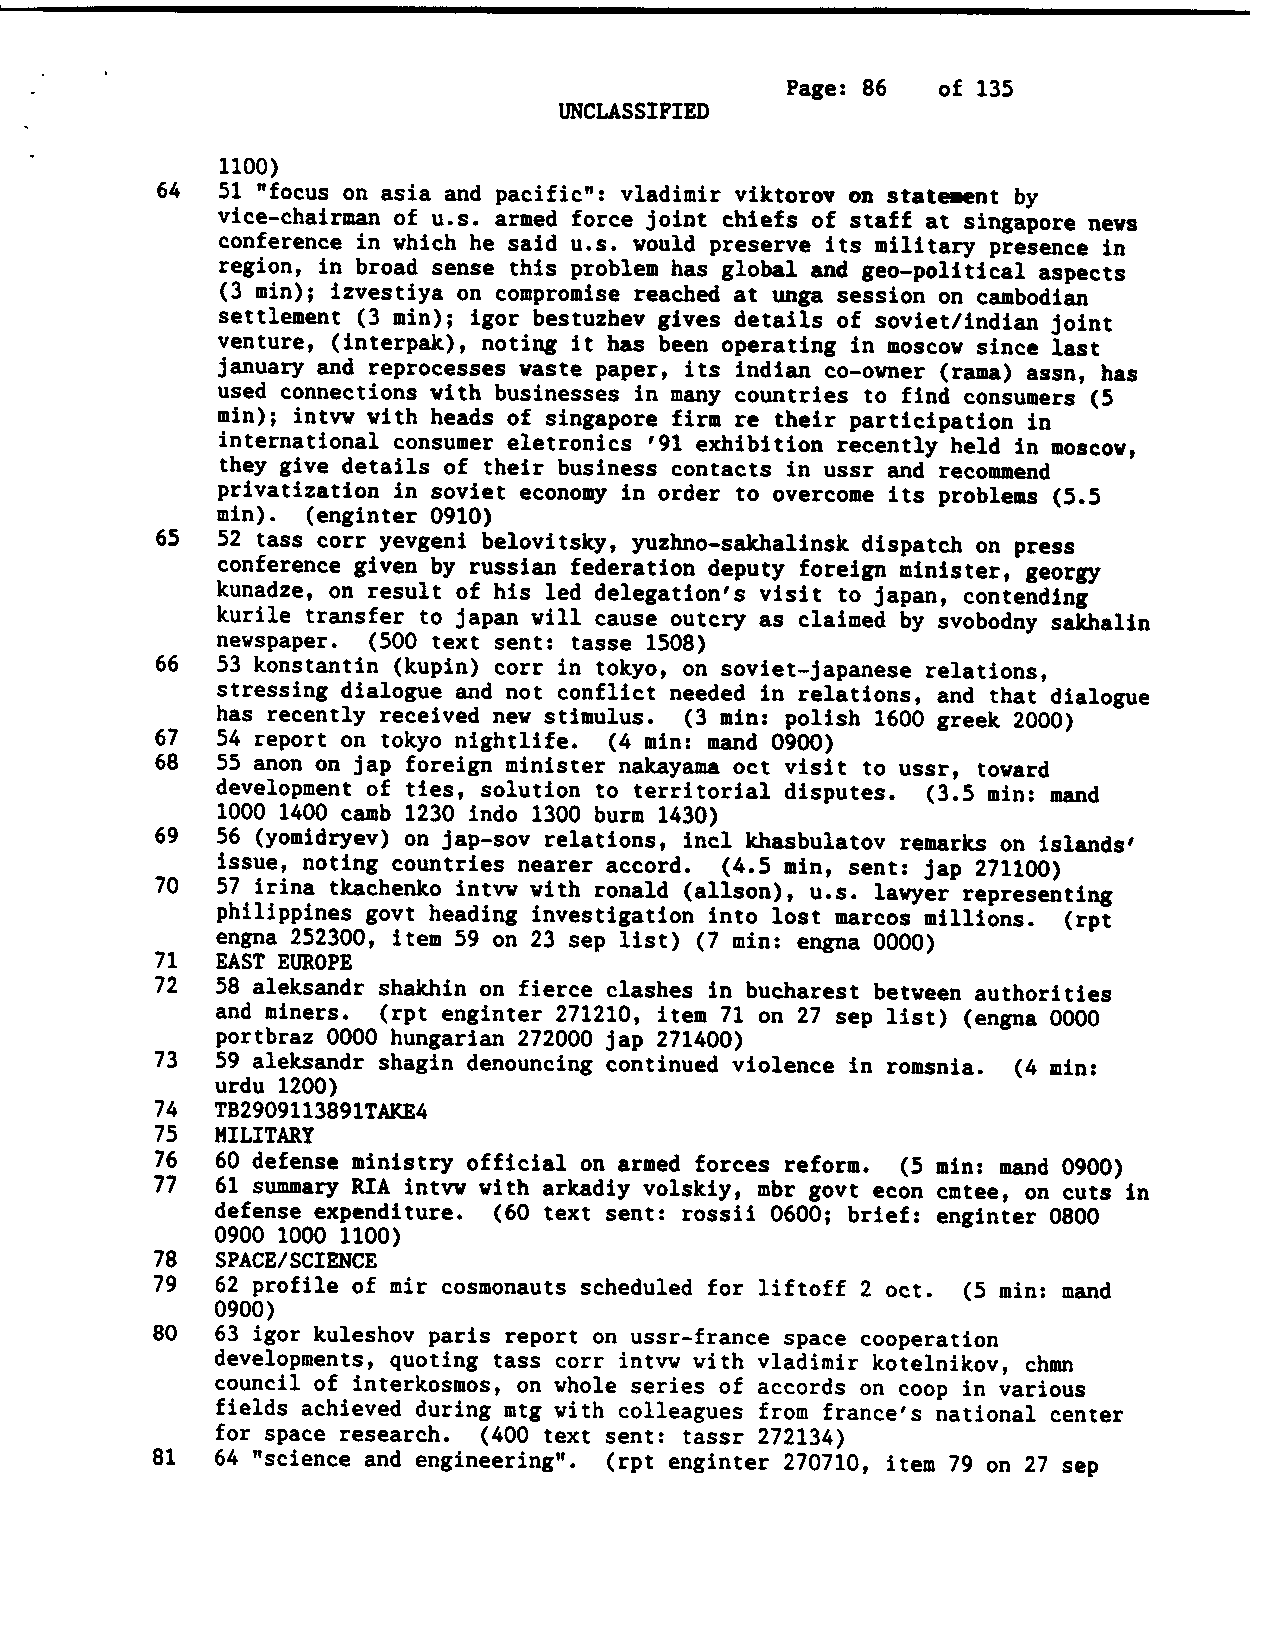 Page: 86 of 135
UNCLASSIFIED
1100)
64 51 "focus on asia and pacific": vladimir viktorov on statement by
vice-chairman of u.s. armed force joint chiefs of staff at singapore news
conference in which he said u.s. would preserve its military presence in
region, in broad sense this problem has global and geo-political aspects
(3 min); izvestiya on compromise reached at unga session on cambodian
settlement (3 min); igor bestuzhev gives details of soviet/indian joint
venture, (interpak), noting it has been operating in moscow since last
january and reprocesses waste paper, its indian co-owner (rama) assn, has
used connections with businesses in many countries to find consumers (5
min); intvw with heads of singapore firm re their participation in
international consumer eletronics '91 exhibition recently held in moscow,
they give details of their business contacts in ussr and recommend
privatization in soviet economy in order to overcome its problems (5.5
min). (enginter 0910)
65 52 tass corr yevgeni belovitsky, yuzhno-sakhalinsk dispatch on press
conference given by russian federation deputy foreign minister, georgy
kunadze, on result of his led delegation's visit to japan, contending
kurile transfer to japan will cause outcry as claimed by svobodny sakhalin
newspaper. (500 text sent: tasse 1508)
66 53 konstantin (kupin) corr in tokyo, on soviet-japanese relations,
stressing dialogue and not conflict needed in relations, and that dialogue
has recently received new stimulus. (3 min: polish 1600 greek 2000)
67 54 report on tokyo nightlife. (4 min: mand 0900)
68 55 anon on jap foreign minister nakayama oct visit to ussr, toward
development of ties, solution to territorial disputes. (3.5 min: mand
1000 1400 camb 1230 indo 1300 burm 1430)
69 56 (yomidryev) on jap-sov relations, incl khasbulatov remarks on islands'
issue, noting countries nearer accord. (4.5 min, sent: jap 271100)
70 57 irina tkachenko intvw with ronald (allson), u.s. lawyer representing
philippines govt heading investigation into lost marcos millions. (rpt
engna 252300, item 59 on 23 sep list) (7 min: engna 0000)
71 EAST EUROPE
72 58 aleksandr shakhin on fierce clashes in bucharest between authorities
and miners. (rpt enginter 271210, item 71 on 27 sep list) (engna 0000
portbraz 0000 hungarian 272000 jap 271400)
73 59 aleksandr shagin denouncing continued violence in romsnia. (4 min:
urdu 1200)
74 TB2909113891TAKE4
75 MILITARY
76 60 defense ministry official on armed forces reform. (5 min: mand 0900)
77 61 summary RIA intvw with arkadiy volskiy, mbr govt econ cmtee, on cuts in
defense expenditure. (60 text sent: rossii 0600; brief: enginter 0800
0900 1000 1100)
78 SPACE/SCIENCE
79 62 profile of mir cosmonauts scheduled for liftoff 2 oct. (5 min: mand
0900)
80 63 igor kuleshov paris report on ussr-france space cooperation
developments, quoting tass corr intvw with vladimir kotelnikov, chmn
council of interkosmos, on whole series of accords on coop in various
fields achieved during mtg with colleagues from france's national center
for space research. (400 text sent: tassr 272134)
81 64 "science and engineering". (rpt enginter 270710, item 79 on 27 sep